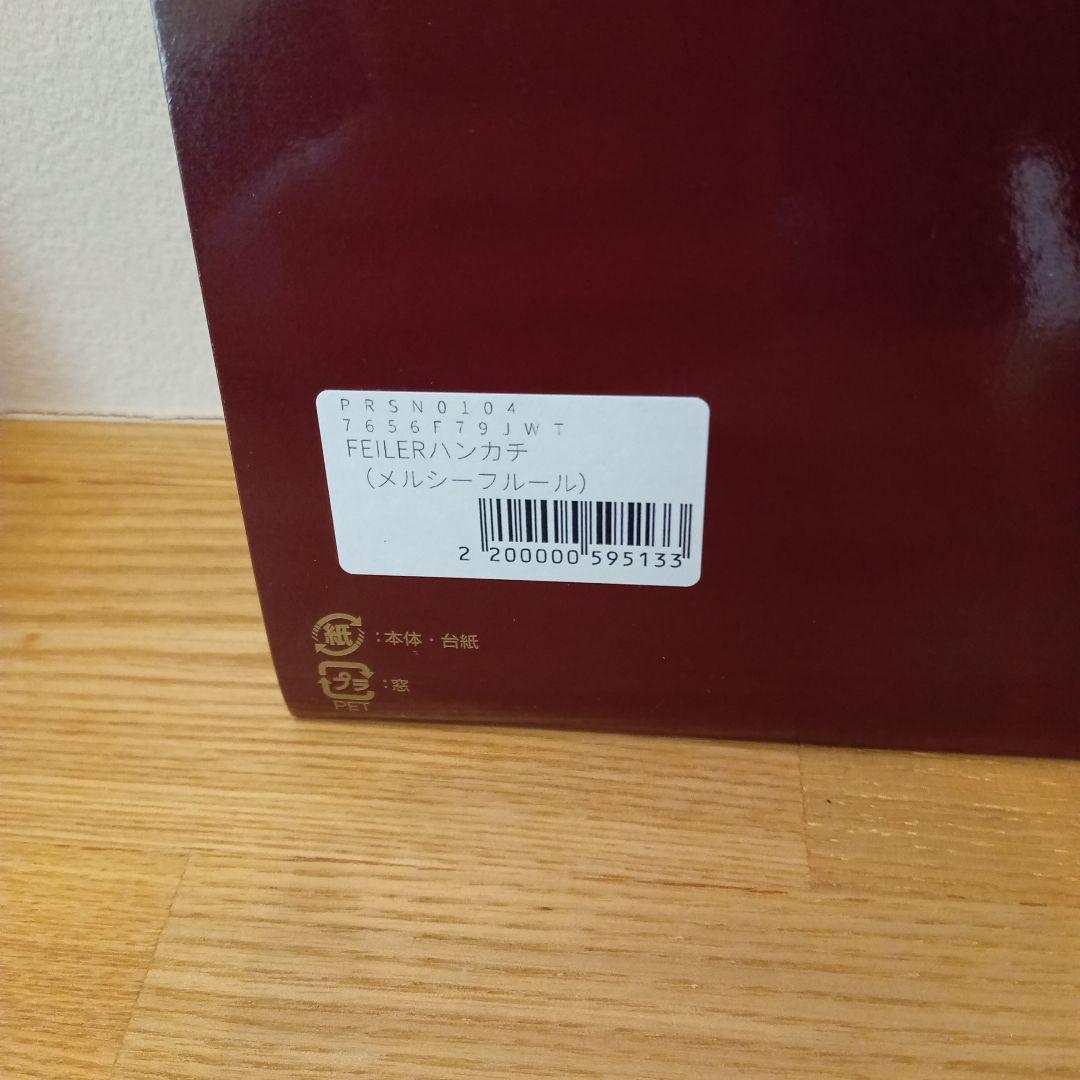 PRSN0104
7656F79JWT
FEILERハンカチ
（メルシーフルール）
2 200000 595133
紙 ：本体・台紙
プラ ：窓
PET